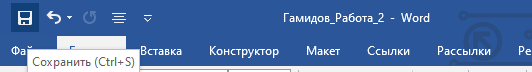 Гамидов_Работа_2 - Word
Фай Вставка Конструктор Макет Ссылки Рассылки Ре
Сохранить (Ctrl+S)